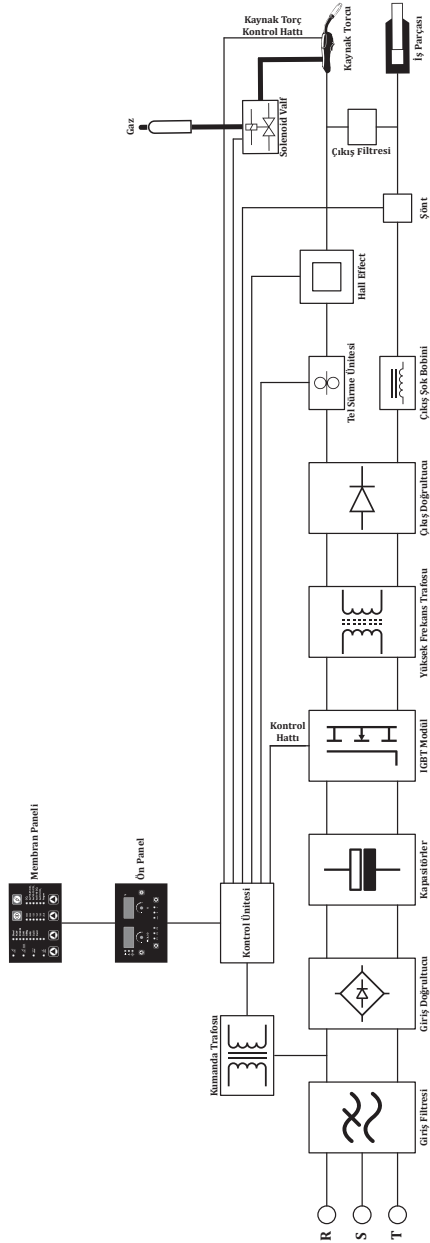 Kaynak Torç
Kontrol Hattı
Kaynak Torcu
İş Parçası
Gaz
Solenoid Valf
Çıkış Filtresi
Şönt
Hall Effect
Tel Sürme Ünitesi
Çıkış Şok Bobini
Çıkış Doğrultucu
Yüksek Frekans Trafosu
Kontrol
Hattı
IGBT Modül
Membran Paneli
Ön Panel
Kontrol Ünitesi
Kapasitörler
Kumanda Trafosu
Giriş Doğrultucu
Giriş Filtresi
R
S
T